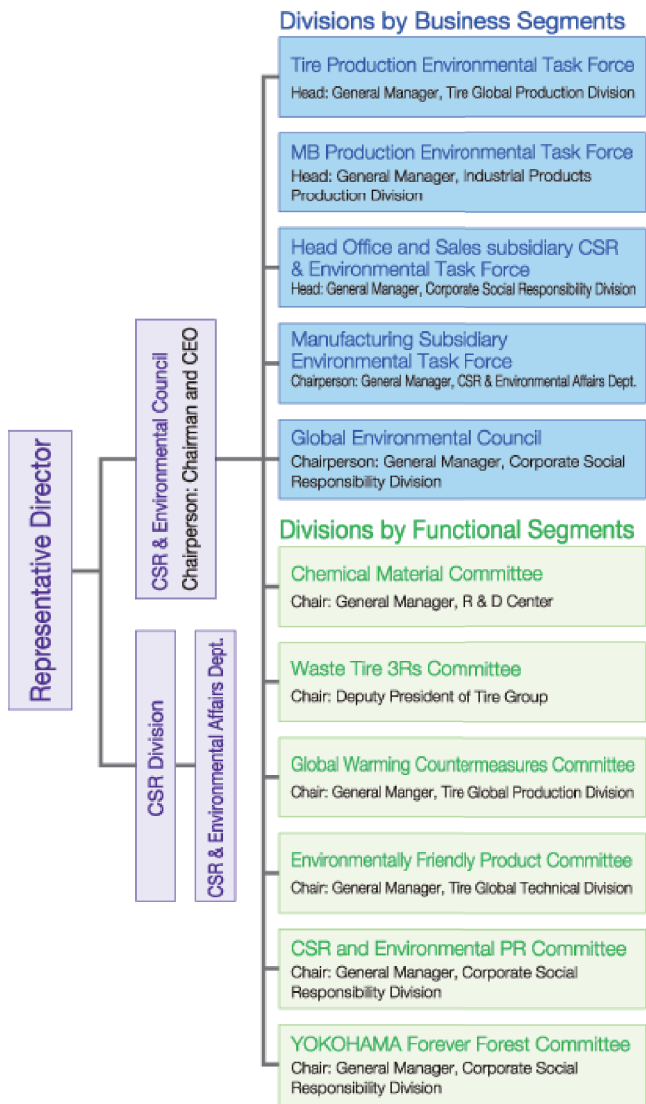 Representative Director
CSR & Environmental Council
Chairperson: Chairman and CEO
CSR Division
CSR & Environmental Affairs Dept.
Divisions by Business Segments
Tire Production Environmental Task Force
Head: General Manager, Tire Global Production Division
MB Production Environmental Task Force
Head: General Manager, Industrial Products
Production Division
Head Office and Sales subsidiary CSR
& Environmental Task Force
Head: General Manager, Corporate Social Responsibility Division
Manufacturing Subsidiary
Environmental Task Force
Chairperson: General Manager, CSR & Environmental Affairs Dept.
Global Environmental Council
Chairperson: General Manager, Corporate Social
Responsibility Division
Divisions by Functional Segments
Chemical Material Committee
Chair: General Manager, R & D Center
Waste Tire 3Rs Committee
Chair: Deputy President of Tire Group
Global Warming Countermeasures Committee
Chair: General Manger, Tire Global Production Division
Environmentally Friendly Product Committee
Chair: General Manager, Tire Global Technical Division
CSR and Environmental PR Committee
Chair: General Manager, Corporate Social
Responsibility Division
YOKOHAMA Forever Forest Committee
Chair: General Manager, Corporate Social
Responsibility Division